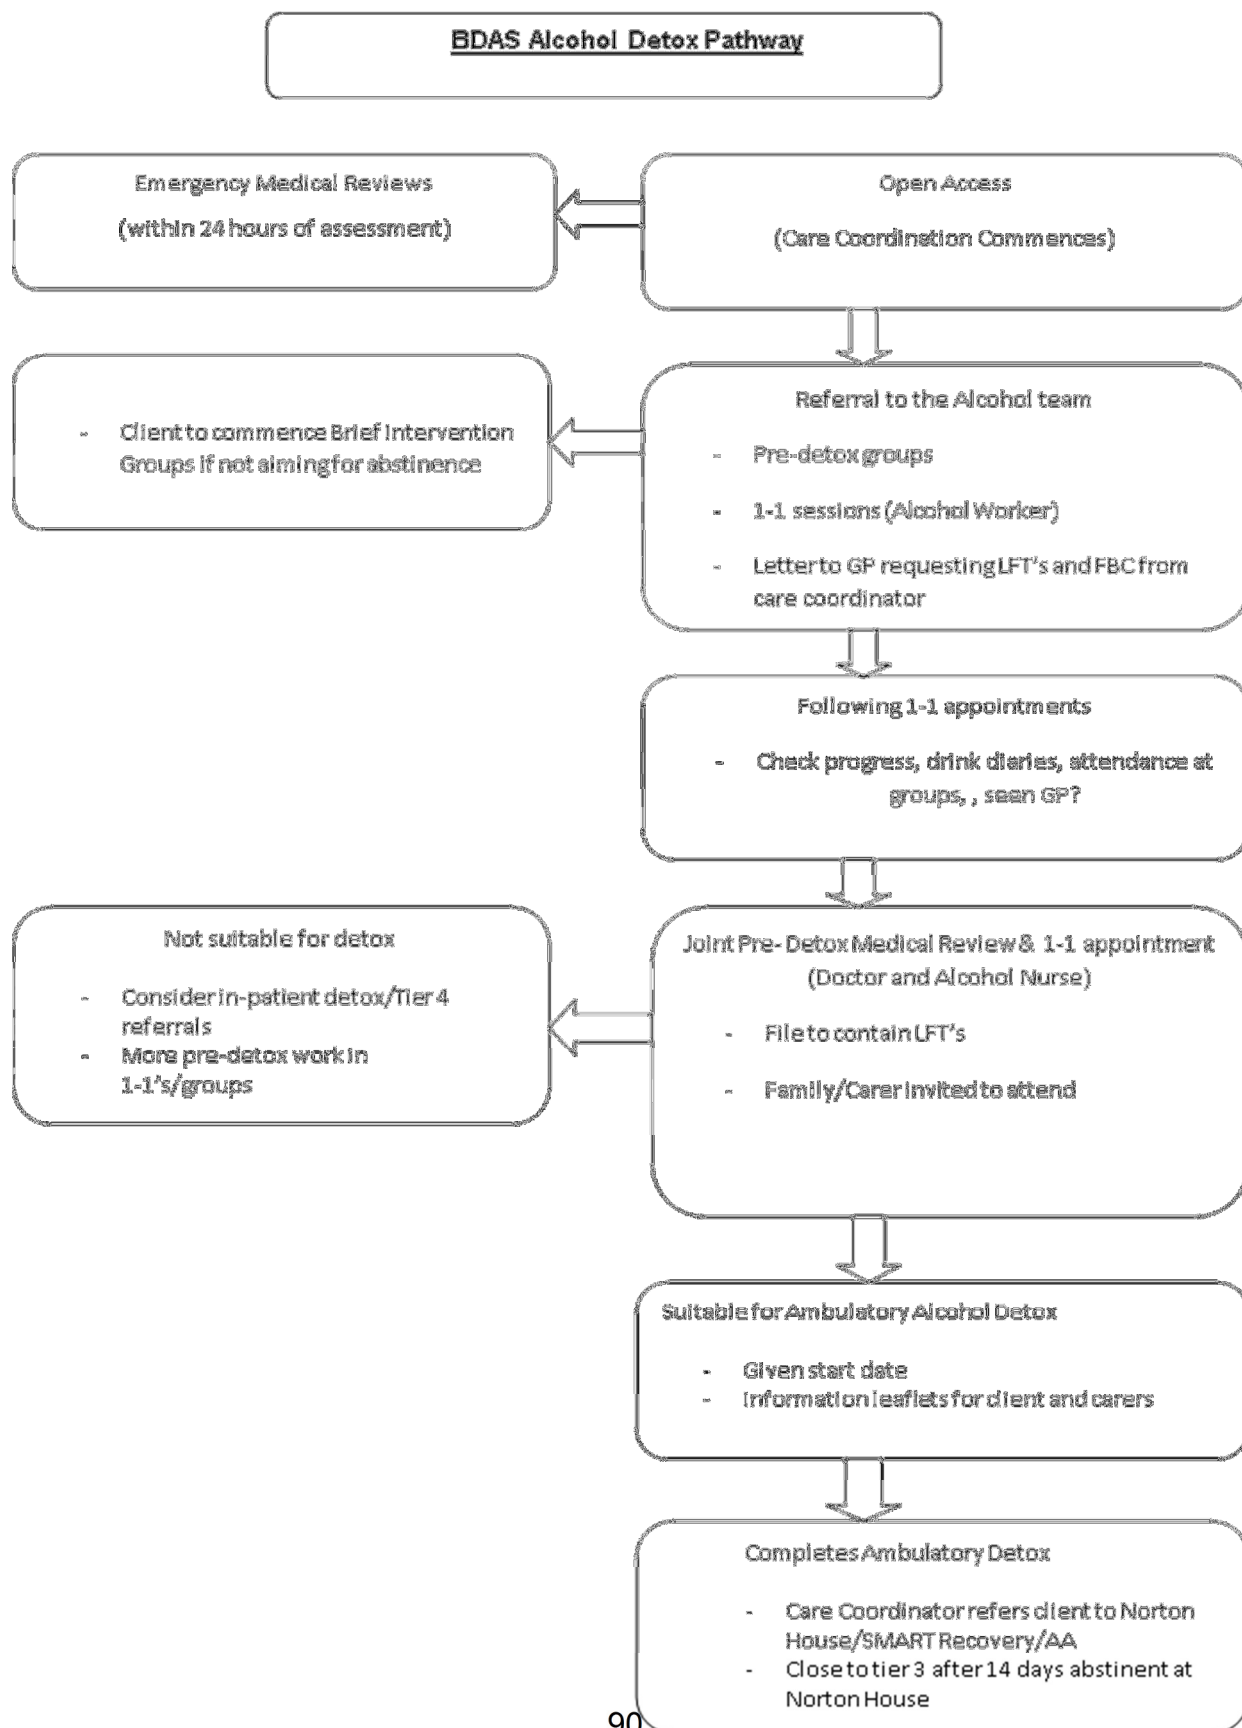 BDAS Alcohol Detox Pathway
Emergency Medical Reviews
(within 24 hours of assessment)
Open Access
(Care Coordination Commences)
- Client to commence Brief Intervention
Groups if not aiming for abstinence
Referral to the Alcohol team
- Pre-detox groups
- 1-1 sessions (Alcohol Worker)
- Letter to GP requesting LFT's and FBC from
care coordinator
Following 1-1 appointments
- Check progress, drink diaries, attendance at
groups, , seen GP?
Not suitable for detox
- Consider in-patient detox/Tier 4
referrals
- More pre-detox work in
1-1's/groups
Joint Pre- Detox Medical Review & 1-1 appointment
(Doctor and Alcohol Nurse)
- File to contain LFT's
- Family/Carer invited to attend
Suitable for Ambulatory Alcohol Detox
- Given start date
- Information leaflets for client and carers
Completes Ambulatory Detox
- Care Coordinator refers client to Norton
House/SMART Recovery/AA
- Close to tier 3 after 14 days abstinent at
Norton House
90